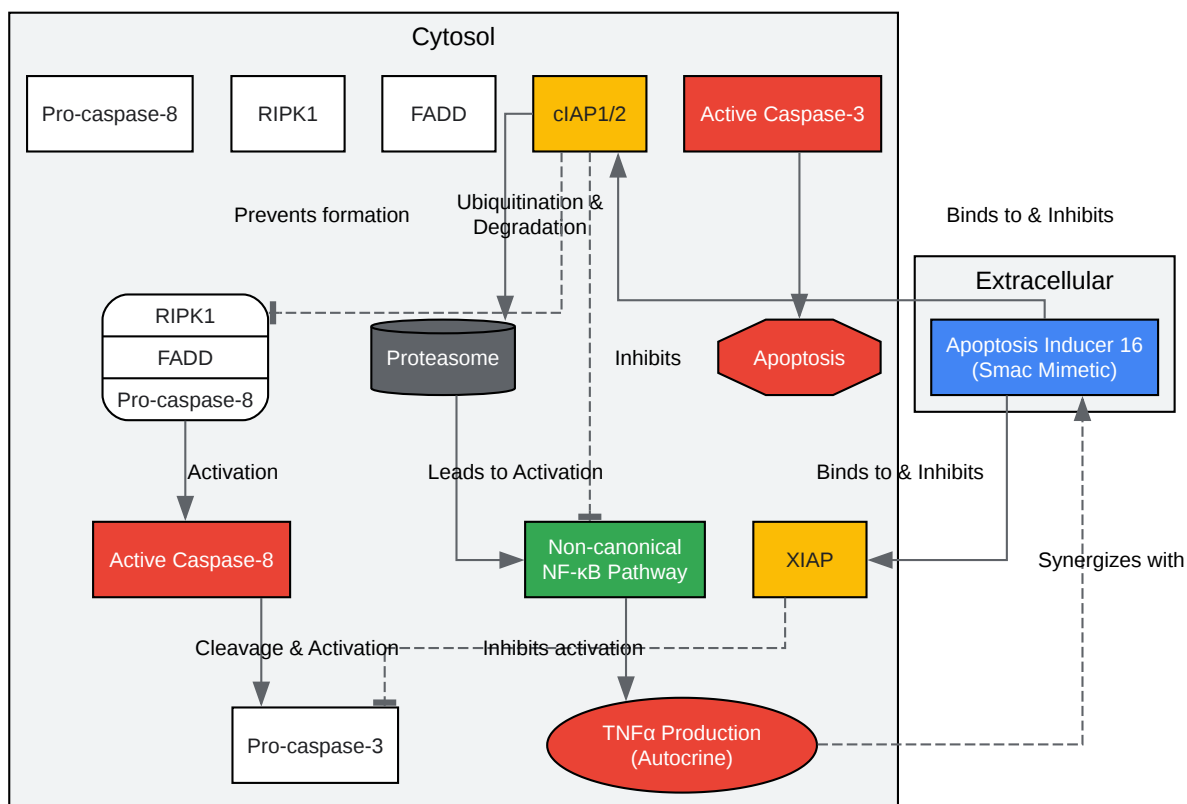 Cytosol
Pro-caspase-8
RIPK1
FADD
cIAP1/2
Active Caspase-3
Prevents formation
Ubiquitination &
Degradation
Binds to & Inhibits
Extracellular
RIPK1
FADD
Pro-caspase-8
Proteasome
Inhibits
Apoptosis
Apoptosis Inducer 16
(Smac Mimetic)
Activation
Leads to Activation
Binds to & Inhibits
Active Caspase-8
Non-canonical
NF-κB Pathway
XIAP
Synergizes with
Cleavage & Activation
Inhibits activation
Pro-caspase-3
TNFα Production
(Autocrine)